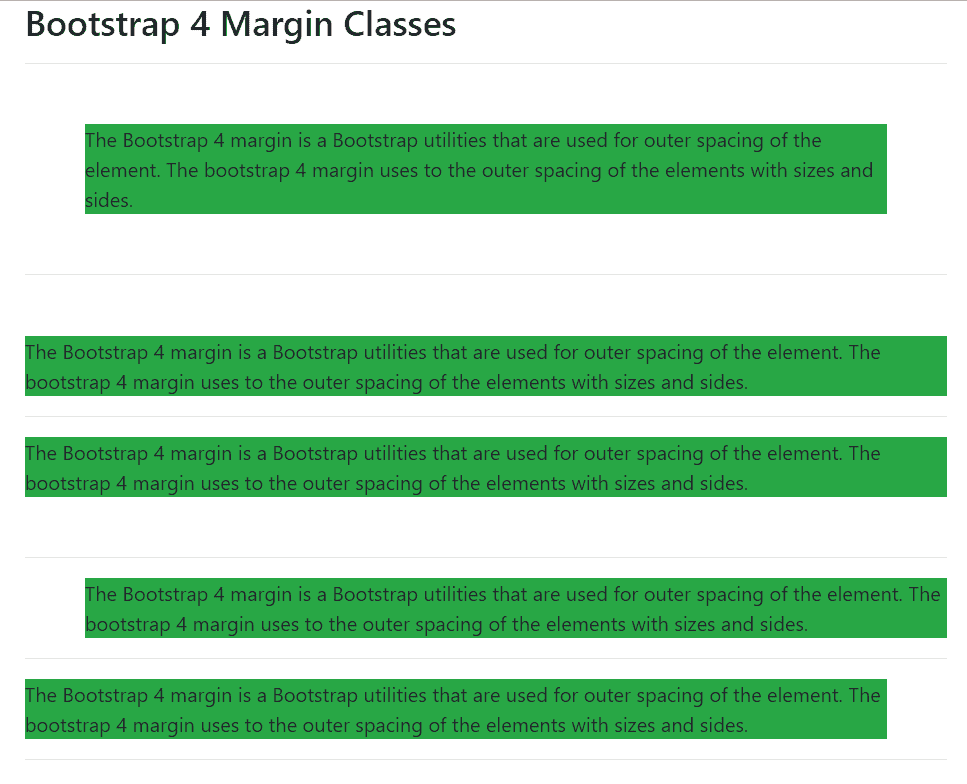 Bootstrap 4 Margin Classes
The Bootstrap 4 margin is a Bootstrap utilities that are used for outer spacing of the
element. The bootstrap 4 margin uses to the outer spacing of the elements with sizes and
sides.
The Bootstrap 4 margin is a Bootstrap utilities that are used for outer spacing of the element. The
bootstrap 4 margin uses to the outer spacing of the elements with sizes and sides.
The Bootstrap 4 margin is a Bootstrap utilities that are used for outer spacing of the element. The
bootstrap 4 margin uses to the outer spacing of the elements with sizes and sides.
The Bootstrap 4 margin is a Bootstrap utilities that are used for outer spacing of the element. The
bootstrap 4 margin uses to the outer spacing of the elements with sizes and sides.
The Bootstrap 4 margin is a Bootstrap utilities that are used for outer spacing of the element. The
bootstrap 4 margin uses to the outer spacing of the elements with sizes and sides.